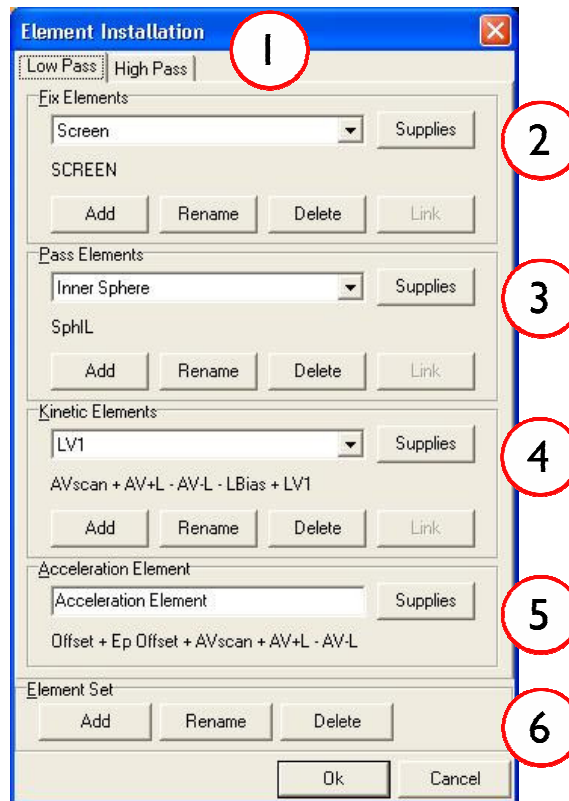 Element Installation
1
Low Pass High Pass
Fix Elements
Screen Supplies
2
SCREEN
Add Rename Delete Link
Pass Elements
Inner Sphere Supplies
3
SphIL
Add Rename Delete Link
Kinetic Elements
LV1 Supplies
4
AVscan + AV+L - AV-L - LBias + LV1
Add Rename Delete Link
Acceleration Element
Acceleration Element Supplies
5
Offset + Ep Offset + AVscan + AV+L - AV-L
Element Set
Add Rename Delete
6
Ok Cancel